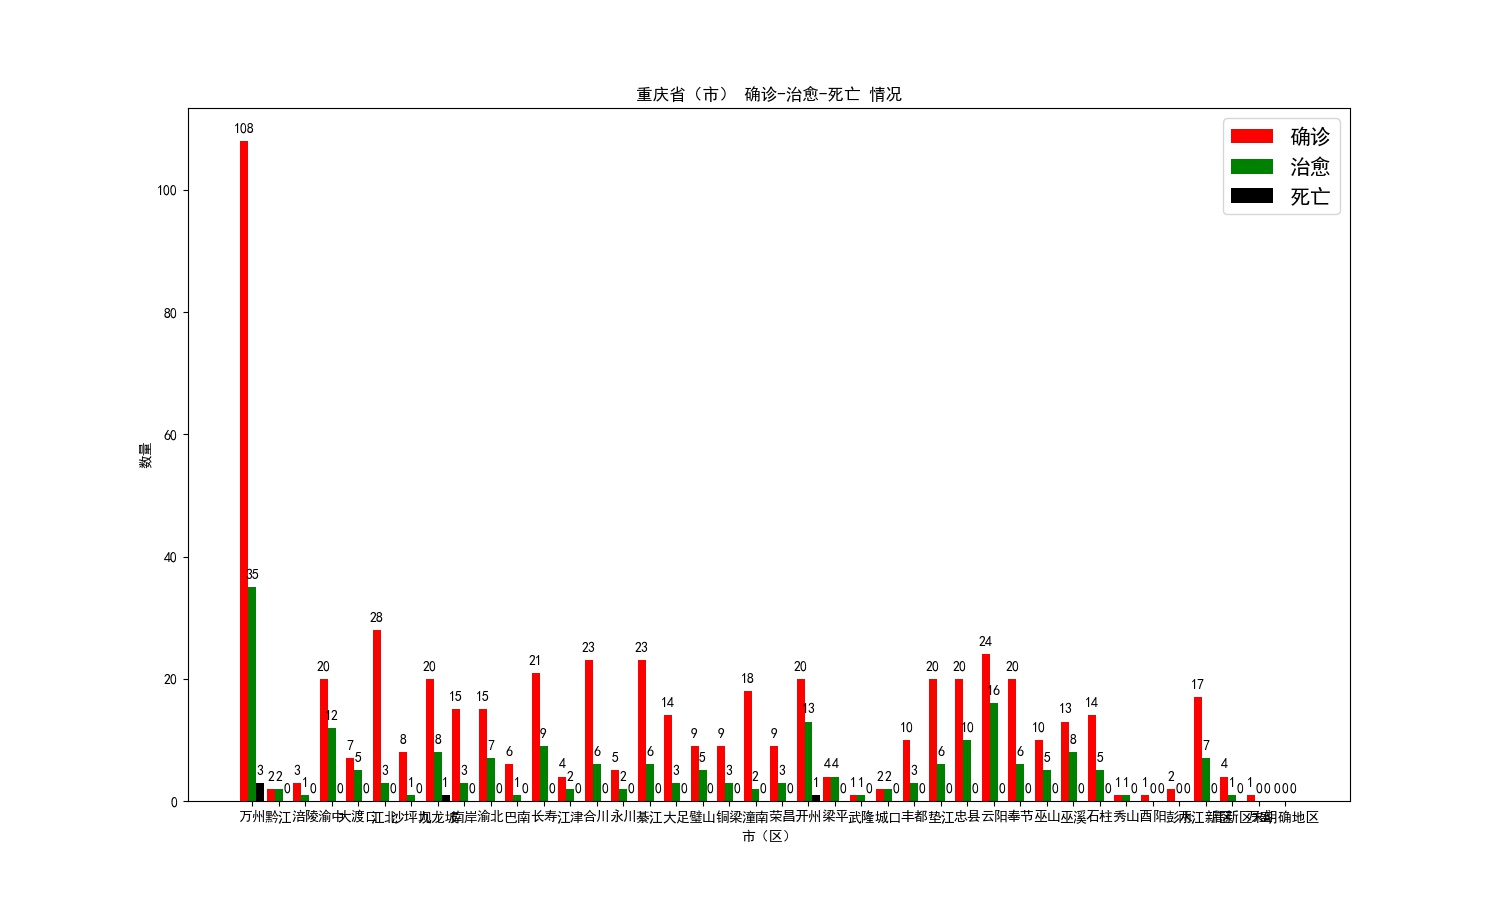 重庆省（市） 确诊-治愈-死亡 情况
确诊
治愈
死亡
数量
100
80
60
40
20
0
108 35 3
2 2 0
3 1 0
20 12 0
7 5 0
28 3 0
8 1 0
20 8 1
15 3 0
15 7 0
6 1 0
21 9 0
4 2 0
23 6 0
5 2 0
23 6 0
14 3 0
9 5 0
9 3 0
18 2 0
9 3 0
20 13 1
4 4 0
1 1 0
2 2 0
10 3 0
20 6 0
20 10 0
24 16 0
20 6 0
10 5 0
13 8 0
14 5 0
1 1 0
1 0 0
2 0 0
17 7 0
4 1 0
1 0 0
0 0 0
万州 黔江 涪陵 渝中 大渡口 江北 沙坪坝 九龙坡 南岸 渝北 巴南 长寿 江津 合川 永川 綦江 大足 璧山 铜梁 潼南 荣昌 开州 梁平 武隆 城口 丰都 垫江 忠县 云阳 奉节 巫山 巫溪 石柱 秀山 酉阳 彭水 两江新区 高新区 万盛 未明确地区
市（区）